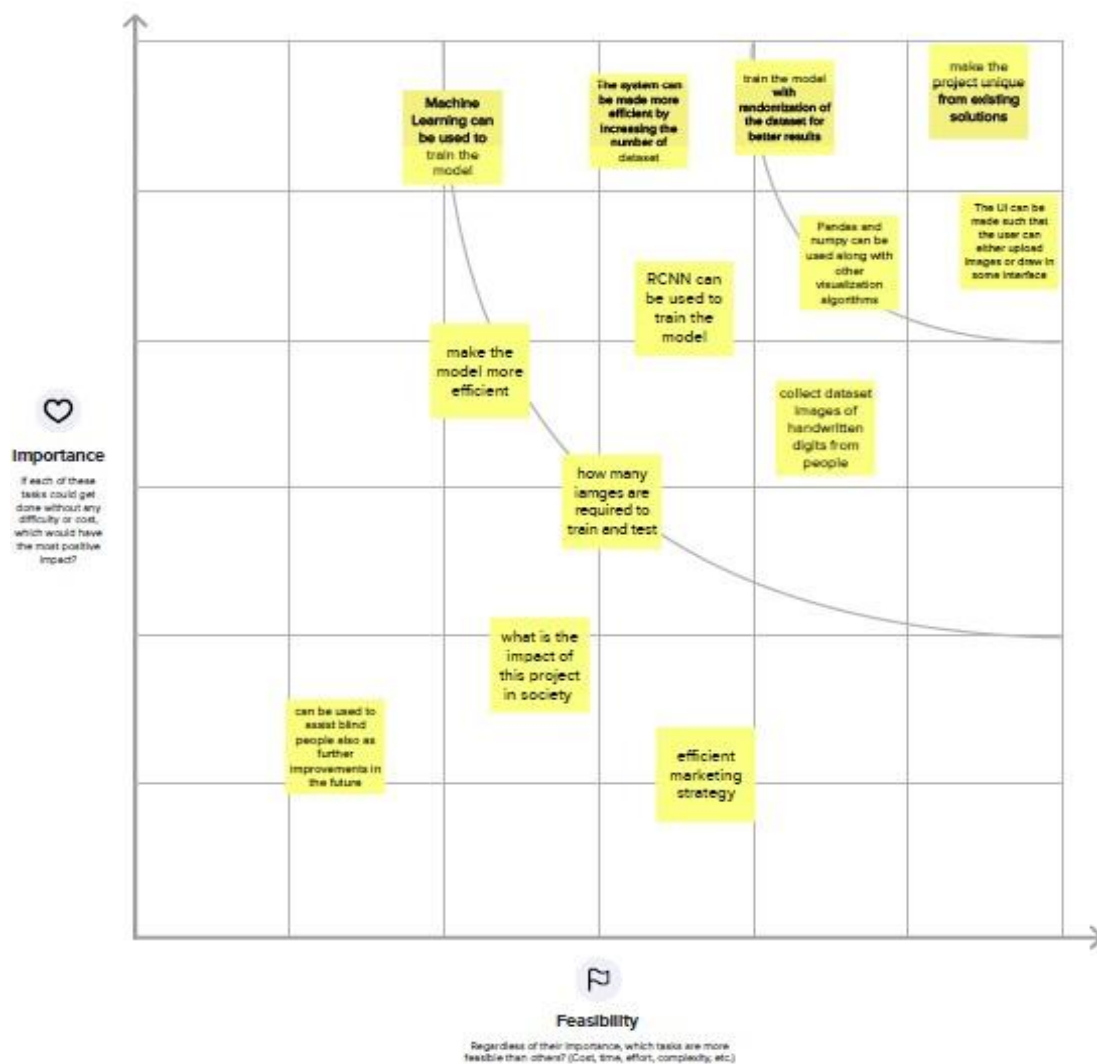 make the
project unique
from existing
solutions
train the model
with
randomization of
the dataset for
better results
The system can
be made more
efficient by
increasing the
number of
dataset
Machine
Learning can
be used to
train the
model
The UI can be
made such that
the user can
either upload
images or draw in
some interface
Pandas and
numpy can be
used along with
other
visualization
algorithms
RCNN can
be used to
train the
model
make the
model more
efficient
collect dataset
images of
handwritten
digits from
people
Importance
If each of these
tasks could get
done without any
difficulty or cost,
which would have
the most positive
impact?
how many
iamges are
required to
train and test
what is the
impact of
this project
in society
can be used to
assist blind
people also as
further
improvements in
the future
efficient
marketing
strategy
Feasibility
Regardless of their importance, which tasks are more
feasible than others? (Cost, time, effort, complexity, etc.)